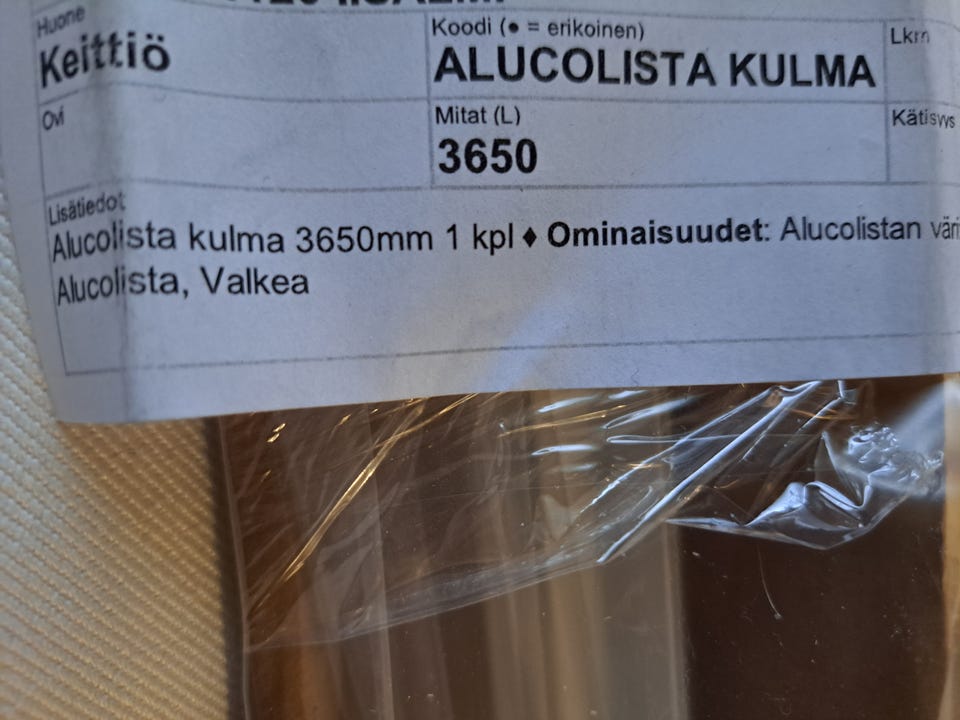 Huone
Keittiö
Koodi (● = erikoinen)
ALUCOLISTA KULMA
Lkm
Ovi
Mitat (L)
3650
Kätisyys
Lisätiedot
Alucolista kulma 3650mm 1 kpl ♦ Ominaisuudet: Alucolistan
Alucolista, Valkea